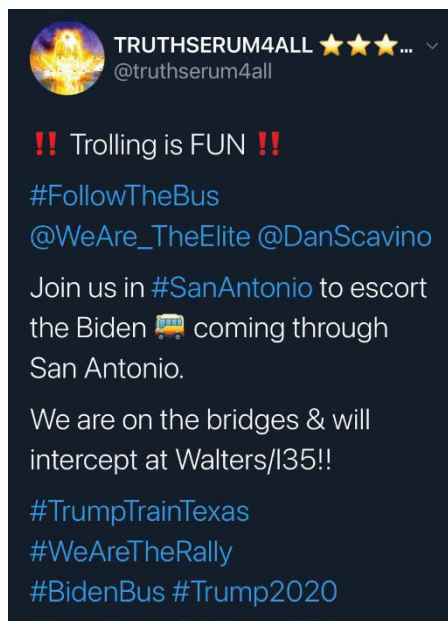 TRUTHSERUM4ALL ⭐⭐⭐...
@truthserum4all
‼️ Trolling is FUN ‼️
#FollowTheBus
@WeAre_TheElite @DanScavino
Join us in #SanAntonio to escort
the Biden 🚌 coming through
San Antonio.
We are on the bridges & will
intercept at Walters/I35!!
#TrumpTrainTexas
#WeAreTheRally
#BidenBus #Trump2020